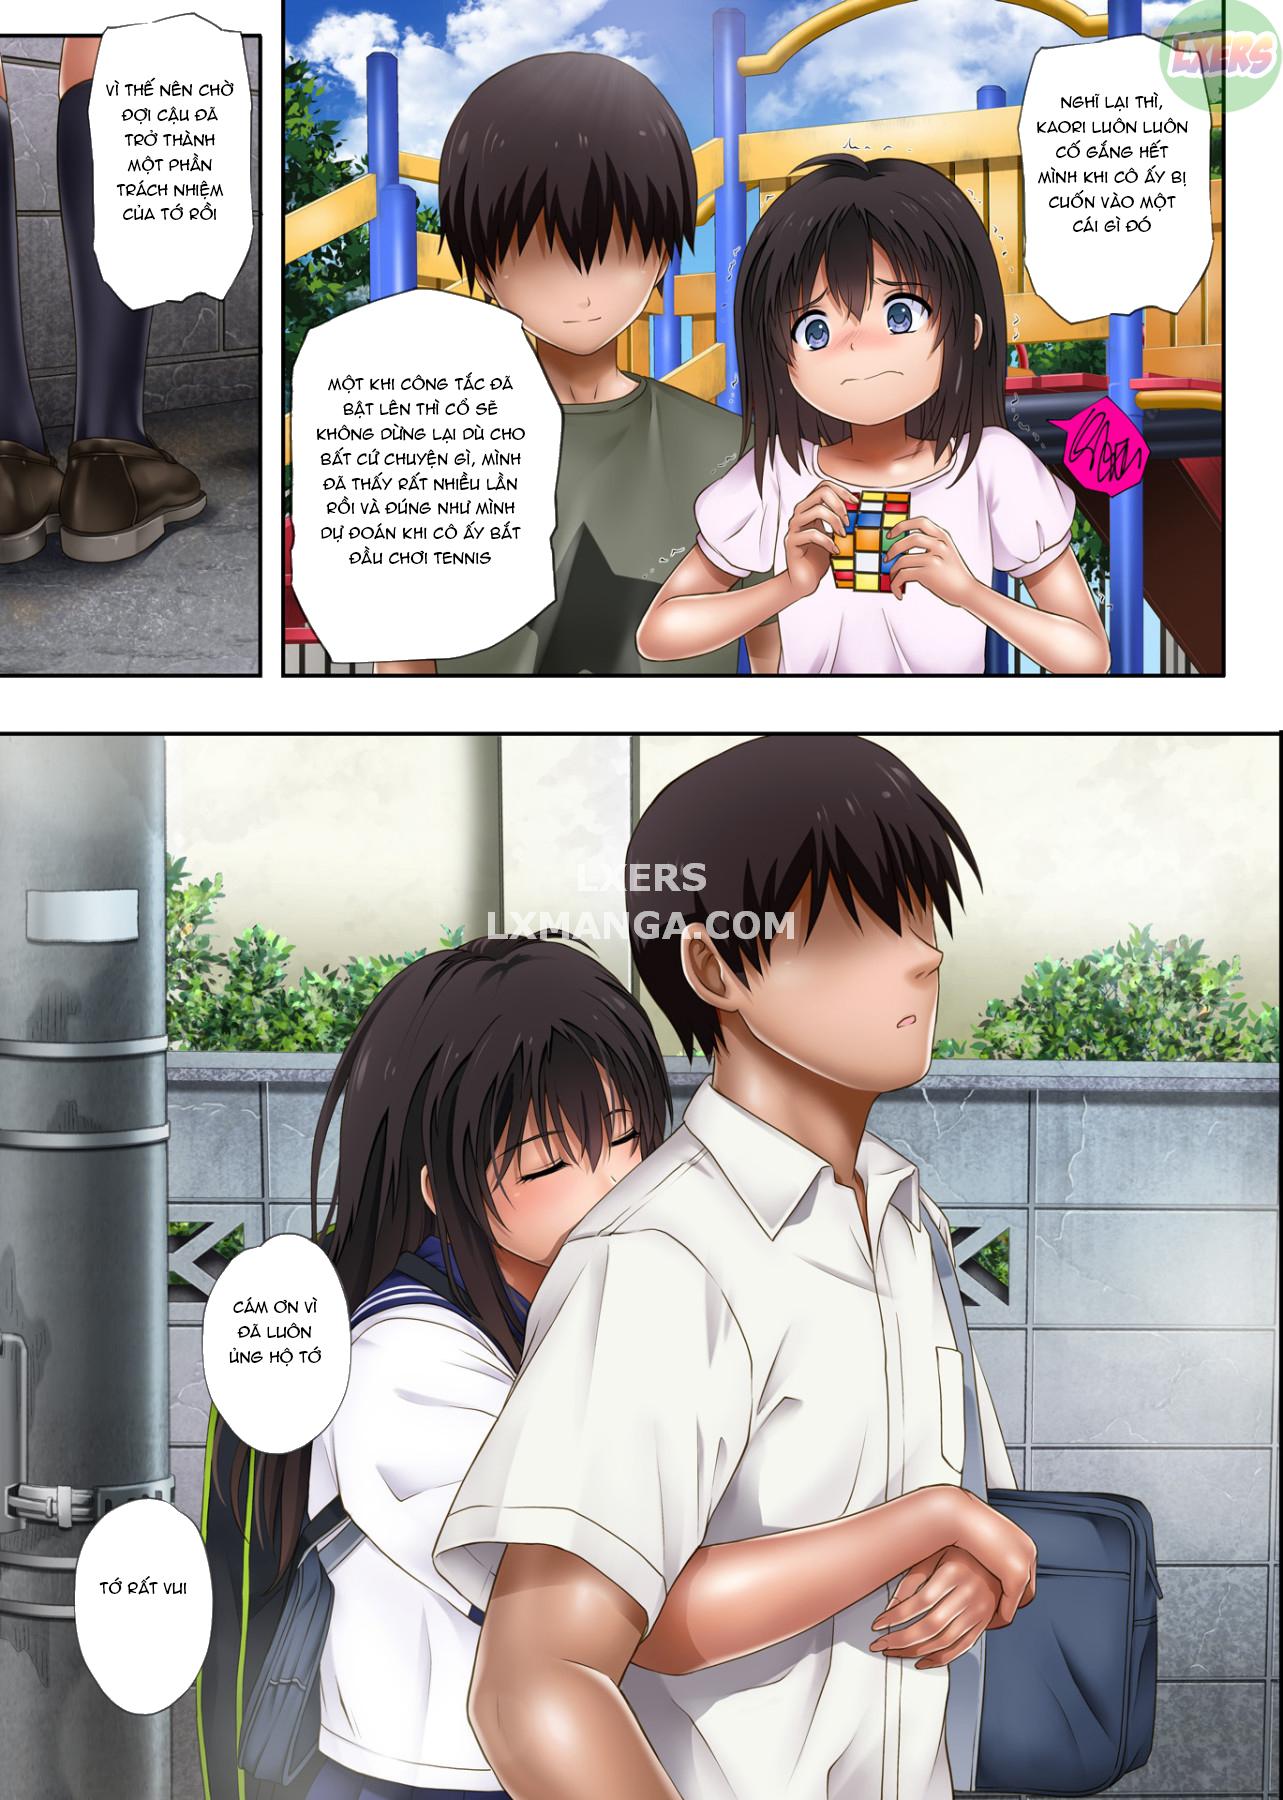 LXERS
NGHĨ LẠI THÌ,
KAORI LUÔN LUÔN
CỐ GẮNG HẾT
MÌNH KHI CÔ ẤY BỊ
CUỐN VÀO MỘT
CÁI GÌ ĐÓ
MỘT KHI CÔNG TẮC ĐÃ
BẬT LÊN THÌ CỔ SẼ
KHÔNG DỪNG LẠI DÙ CHO
BẤT CỨ CHUYỆN GÌ, MÌNH
ĐÃ THẤY RẤT NHIỀU LẦN
RỒI VÀ ĐÚNG NHƯ MÌNH
DỰ ĐOÁN KHI CÔ ẤY BẮT
ĐẦU CHƠI TENNIS
VÌ THẾ NÊN CHỜ
ĐỢI CẬU ĐÃ
TRỞ THÀNH
MỘT PHẦN
TRÁCH NHIỆM
CỦA TỚ RỒI
LXERS
LXMANGA.COM
CÁM ƠN VÌ
ĐÃ LUÔN
ỦNG HỘ TỚ
TỚ RẤT VUI